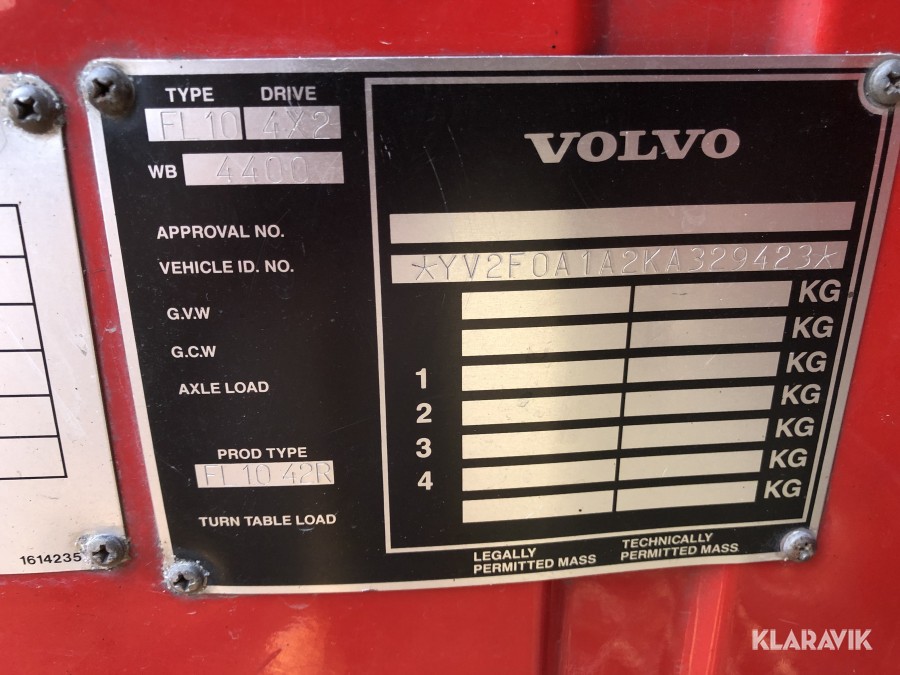 TYPE DRIVE
FL10 4X2
WB 4400
VOLVO
APPROVAL NO.
VEHICLE ID. NO. *YV2F0A1A2KA329423*
G.V.W KG
G.C.W KG
AXLE LOAD 1 KG
2 KG
3 KG
4 KG
PROD TYPE
FL 10 42R
TURN TABLE LOAD KG
LEGALLY PERMITTED MASS
TECHNICALLY PERMITTED MASS
1614235
KLARAVIK